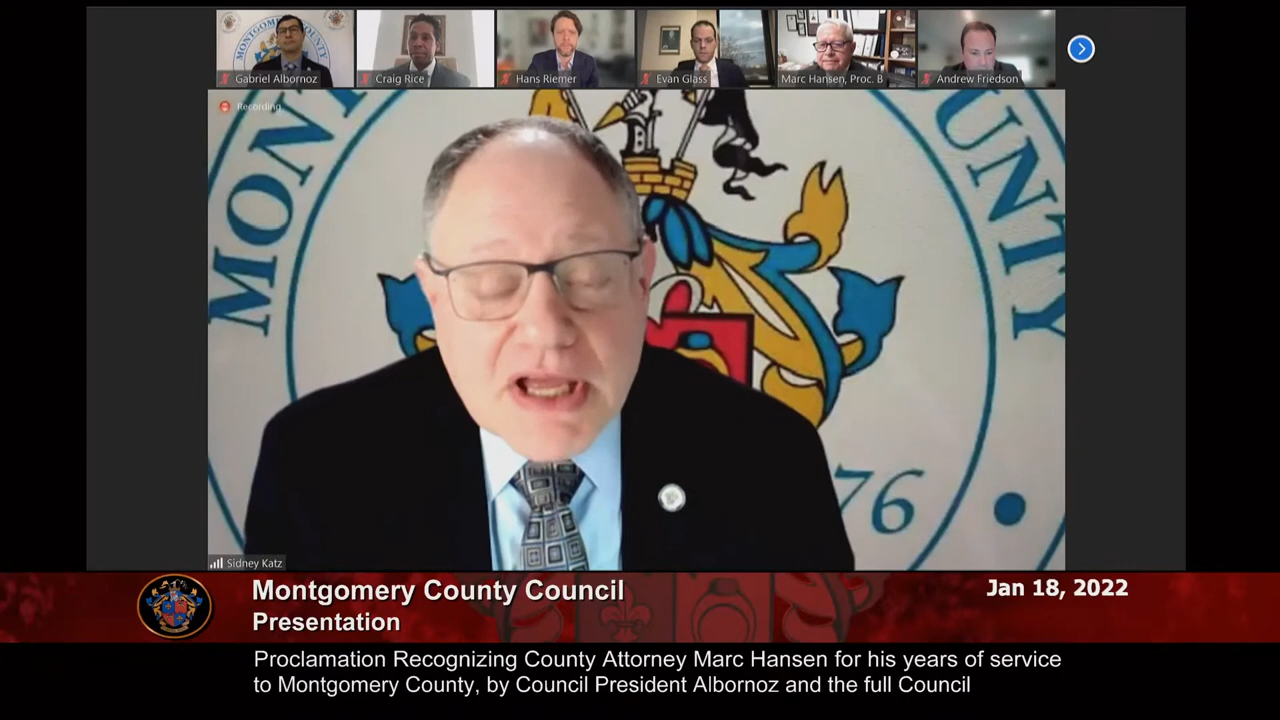 MONTGOMERY COUNTY
Gabriel Albornoz
Craig Rice
Hans Riemer
Evan Glass
Marc Hansen, Proc. B
Andrew Friedson
Recording
MONT
UNTY
76
Sidney Katz
Montgomery County Council
Jan 18, 2022
Presentation
Proclamation Recognizing County Attorney Marc Hansen for his years of service
to Montgomery County, by Council President Albornoz and the full Council